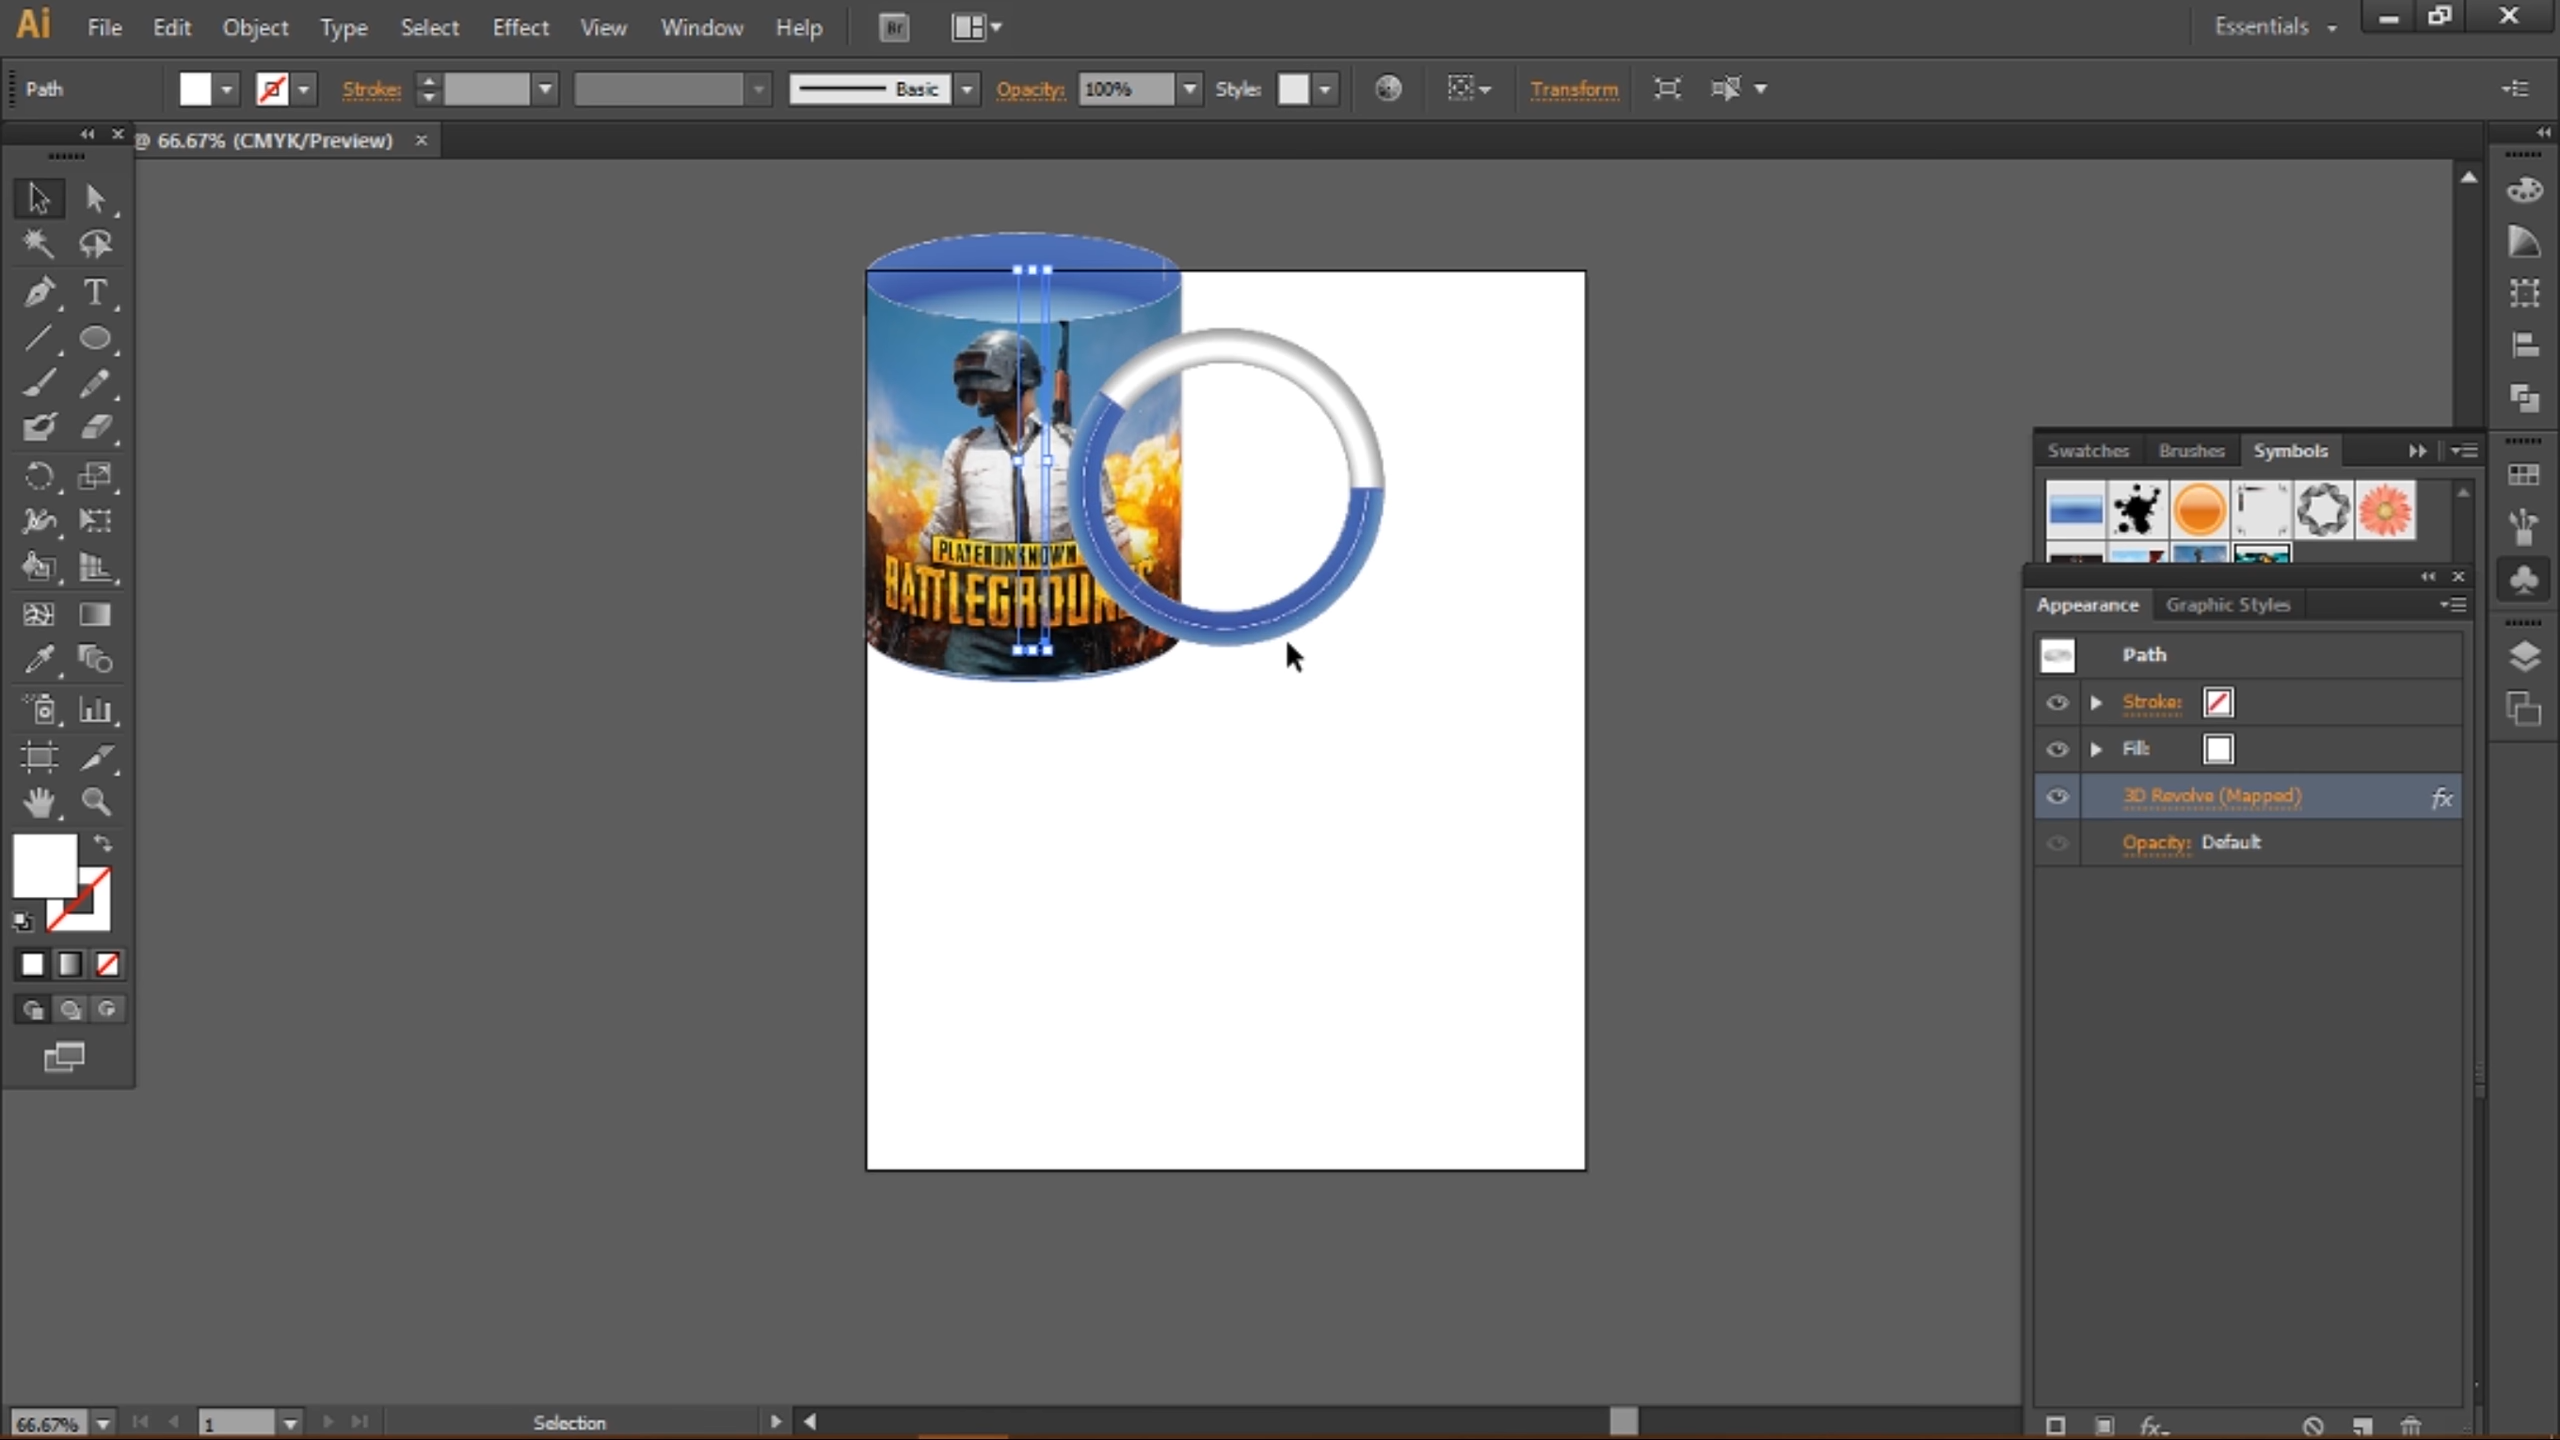 Ai File Edit Object Type Select Effect View Window Help Br Essentials
Path Stroke: Basic Opacity: 100% Style: Transform
@ 66.67% (CMYK/Preview)
PLAYERUNKNOWN
BATTLEGROUN
Swatches Brushes Symbols
Appearance Graphic Styles
Path
Stroke:
Fill:
3D Revolve (Mapped) fx
Opacity: Default
66.67% 1 Selection
fx